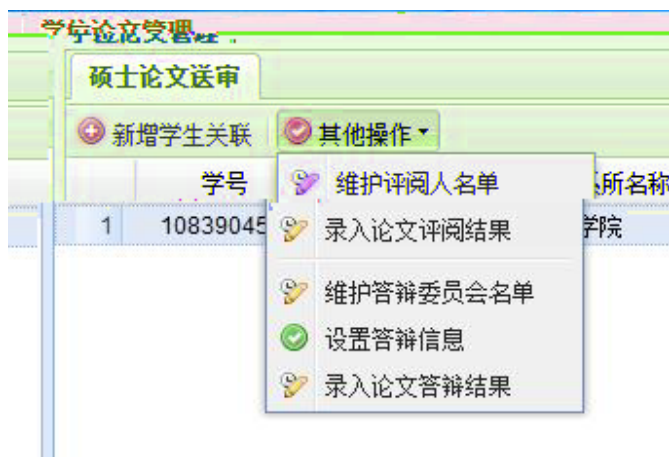 硕士论文送审
新增学生关联 其他操作
学号
维护评阅人名单
所名称
1 10839045
录入论文评阅结果
学院
维护答辩委员会名单
设置答辩信息
录入论文答辩结果